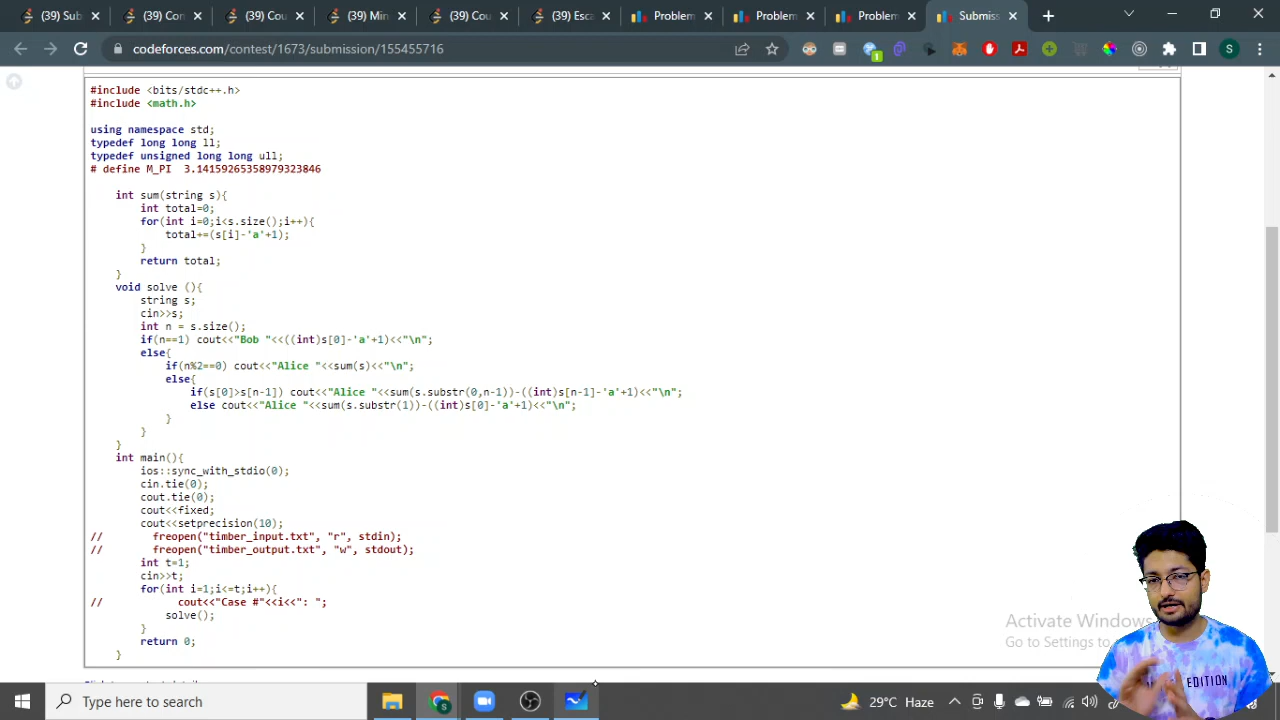 (39) Sub
(39) Con
(39) Cou
(39) Min
(39) Cou
(39) Esca
Problem
Problem
Problem
Submiss
codeforces.com/contest/1673/submission/155455716
S
1
#include <bits/stdc++.h>
#include <math.h>
using namespace std;
typedef long long ll;
typedef unsigned long long ull;
# define M_PI 3.14159265358979323846
int sum(string s){
int total=0;
for(int i=0;i<s.size();i++){
total+=(s[i]-'a'+1);
}
return total;
}
void solve (){
string s;
cin>>s;
int n = s.size();
if(n==1) cout<<"Bob "<<((int)s[0]-'a'+1)<<"\n";
else{
if(n%2==0) cout<<"Alice "<<sum(s)<<"\n";
else{
if(s[0]>s[n-1]) cout<<"Alice "<<sum(s.substr(0,n-1))-((int)s[n-1]-'a'+1)<<"\n";
else cout<<"Alice "<<sum(s.substr(1))-((int)s[0]-'a'+1)<<"\n";
}
}
}
int main(){
ios::sync_with_stdio(0);
cin.tie(0);
cout.tie(0);
cout<<fixed;
cout<<setprecision(10);
// freopen("timber_input.txt", "r", stdin);
// freopen("timber_output.txt", "w", stdout);
int t=1;
cin>>t;
for(int i=1;i<=t;i++){
// cout<<"Case #"<<i<<": ";
solve();
}
return 0;
}
Activate Windows
Go to Settings to
EDITION
Type here to search
29°C Haze